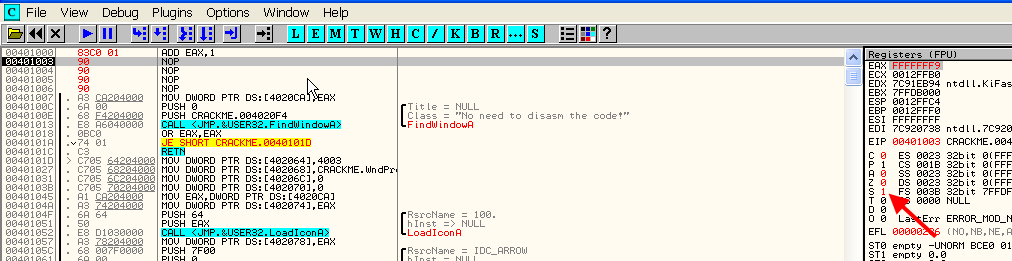 C File View Debug Plugins Options Window Help
L E M T W H C / K B R ... S ?
00401000 83C0 01 ADD EAX,1
00401003 90 NOP
00401004 90 NOP
00401005 90 NOP
00401006 90 NOP
00401007 . A3 CA204000 MOV DWORD PTR DS:[4020CA],EAX
0040100C . 6A 00 PUSH 0 Title = NULL
0040100E . 68 F4204000 PUSH CRACKME.004020F4 Class = "No need to disasm the code!"
00401013 . E8 A6040000 CALL <JMP.&USER32.FindWindowA> FindWindowA
00401018 . 0BC0 OR EAX,EAX
0040101A .v74 01 JE SHORT CRACKME.0040101D
0040101C . C3 RETN
0040101D > C705 64204000 MOV DWORD PTR DS:[402064],4003
00401027 . C705 68204000 MOV DWORD PTR DS:[402068],CRACKME.WndPro
00401031 . C705 6C204000 MOV DWORD PTR DS:[40206C],0
0040103B . C705 70204000 MOV DWORD PTR DS:[402070],0
00401045 . A1 CA204000 MOV EAX,DWORD PTR DS:[4020CA]
0040104A . A3 74204000 MOV DWORD PTR DS:[402074],EAX
0040104F . 6A 64 PUSH 64 RsrcName = 100.
00401051 . 50 PUSH EAX hInst => NULL
00401052 . E8 D1030000 CALL <JMP.&USER32.LoadIconA> LoadIconA
00401057 . A3 78204000 MOV DWORD PTR DS:[402078],EAX
0040105C . 68 007F0000 PUSH 7F00 RsrcName = IDC_ARROW
00401061 . 6A 00 PUSH 0 hInst = NULL
Registers (FPU)
EAX FFFFFFF9
ECX 0012FFB0
EDX 7C91EB94 ntdll.KiFas
EBX 7FFDB000
ESP 0012FFC4
EBP 0012FFF0
ESI FFFFFFFF
EDI 7C920738 ntdll.7C920
EIP 00401003 CRACKME.004
C 0 ES 0023 32bit 0(FFF
P 1 CS 001B 32bit 0(FFF
A 0 SS 0023 32bit 0(FFF
Z 0 DS 0023 32bit 0(FFF
S 1 FS 003B 32bit 7FFDF
T 0 0000 NULL
D 0
O 0 LastErr ERROR_MOD_N
EFL (NO,NB,NE,A
ST0 empty -UNORM BCE0 01
ST1 empty 0.0